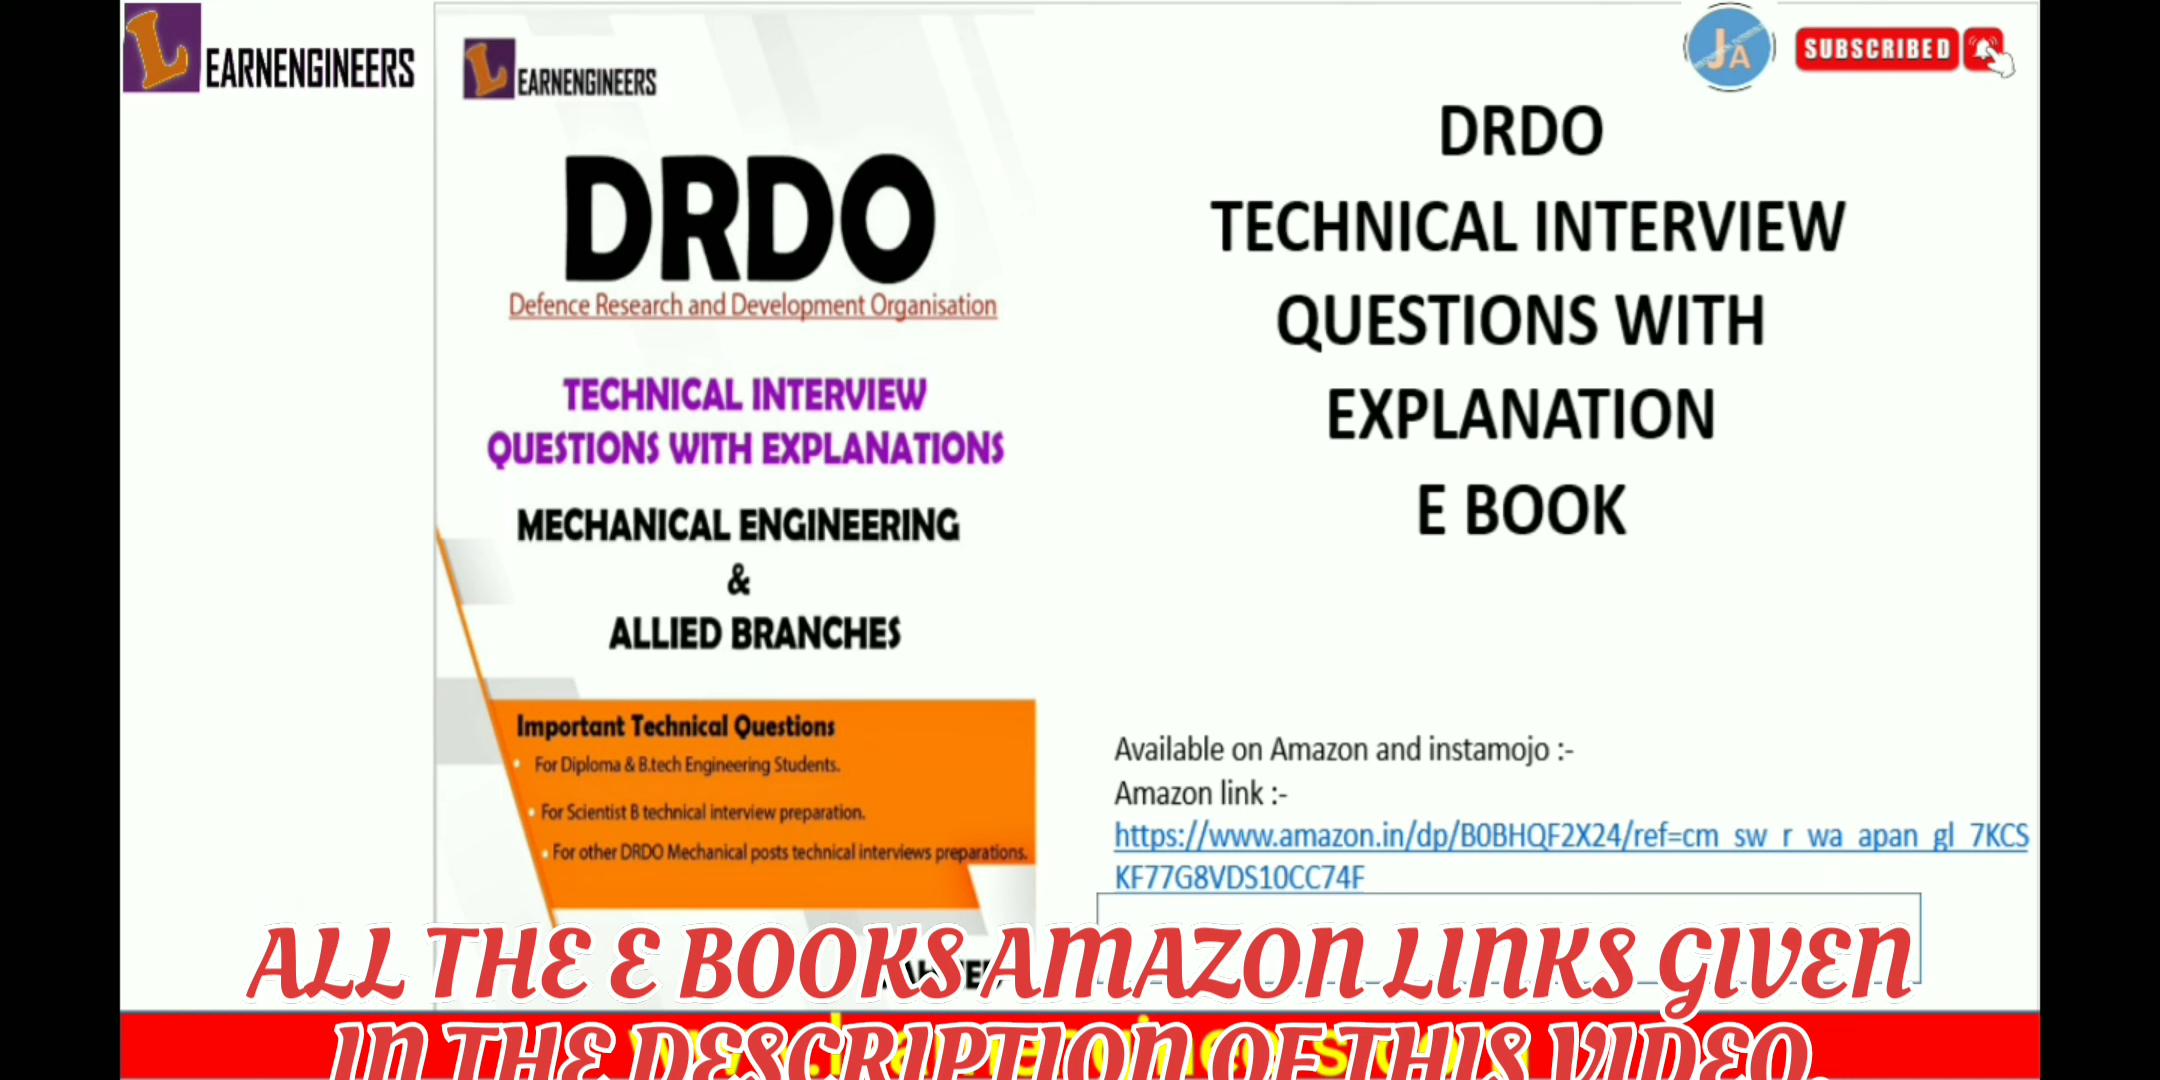 LEARNENGINEERS
LEARNENGINEERS
DRDO
Defence Research and Development Organisation
TECHNICAL INTERVIEW
QUESTIONS WITH EXPLANATIONS
MECHANICAL ENGINEERING
&
ALLIED BRANCHES
Important Technical Questions
For Diploma & B.tech Engineering Students.
For Scientist B technical interview preparation.
For other DRDO Mechanical posts technical interviews preparations.
JA
SUBSCRIBED
DRDO
TECHNICAL INTERVIEW
QUESTIONS WITH
EXPLANATION
E BOOK
Available on Amazon and instamojo :-
Amazon link :-
https://www.amazon.in/dp/B0BHQF2X24/ref=cm_sw_r_wa_apan_gl_7KCS
KF77G8VDS10CC74F
ALL THE E BOOKS AMAZON LINKS GIVEN
IN THE DESCRIPTION OF THIS VIDEO.